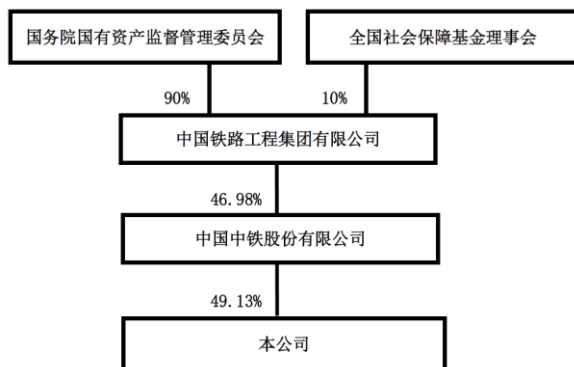 国务院国有资产监督管理委员会
全国社会保障基金理事会
90%
10%
中国铁路工程集团有限公司
46.98%
中国中铁股份有限公司
49.13%
本公司